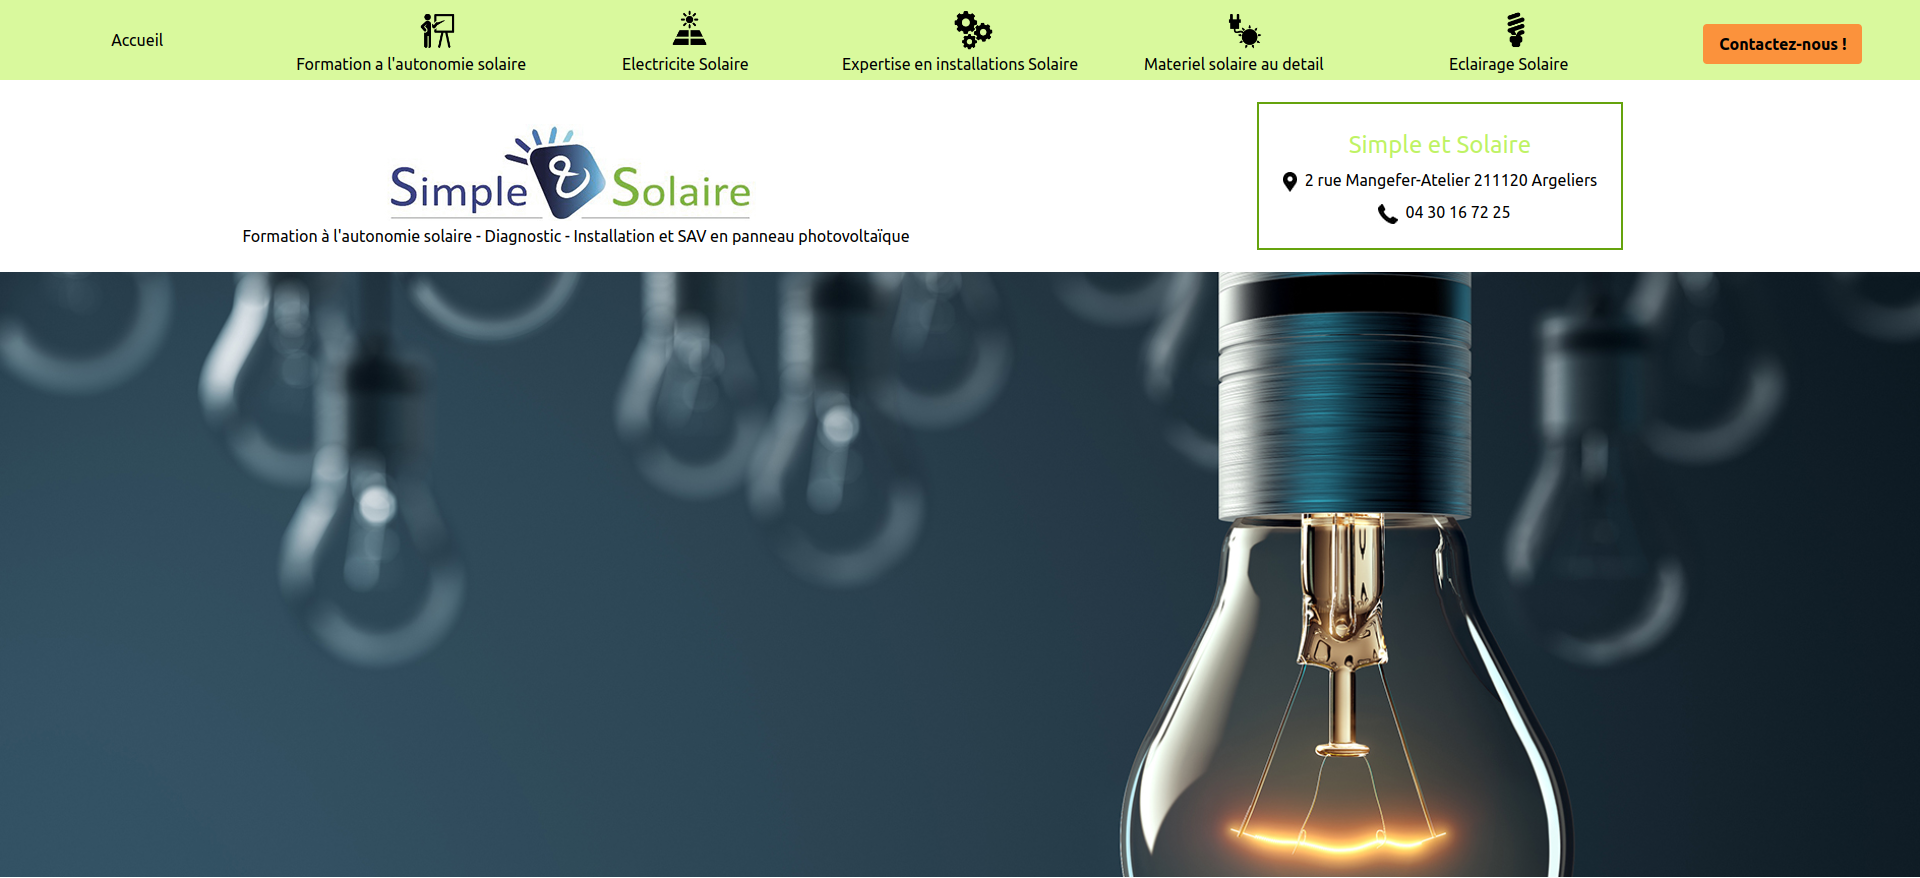 Accueil
Formation a l'autonomie solaire
Electricite Solaire
Expertise en installations Solaire
Materiel solaire au detail
Eclairage Solaire
Contactez-nous !
Simple & Solaire
Formation à l'autonomie solaire - Diagnostic - Installation et SAV en panneau photovoltaïque
Simple et Solaire
2 rue Mangefer-Atelier 211120 Argeliers
04 30 16 72 25